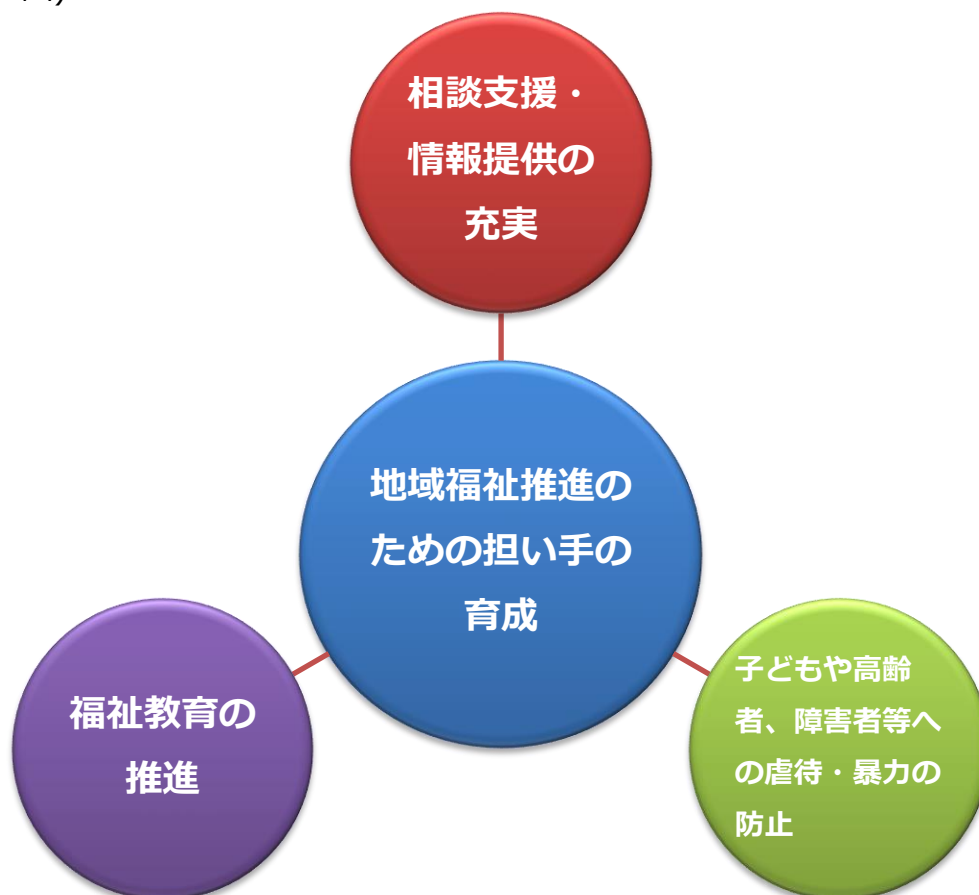 相談支援・
情報提供の
充実
地域福祉推進の
ための担い手の
育成
福祉教育の
推進
子どもや高齢
者、障害者等へ
の虐待・暴力の
防止